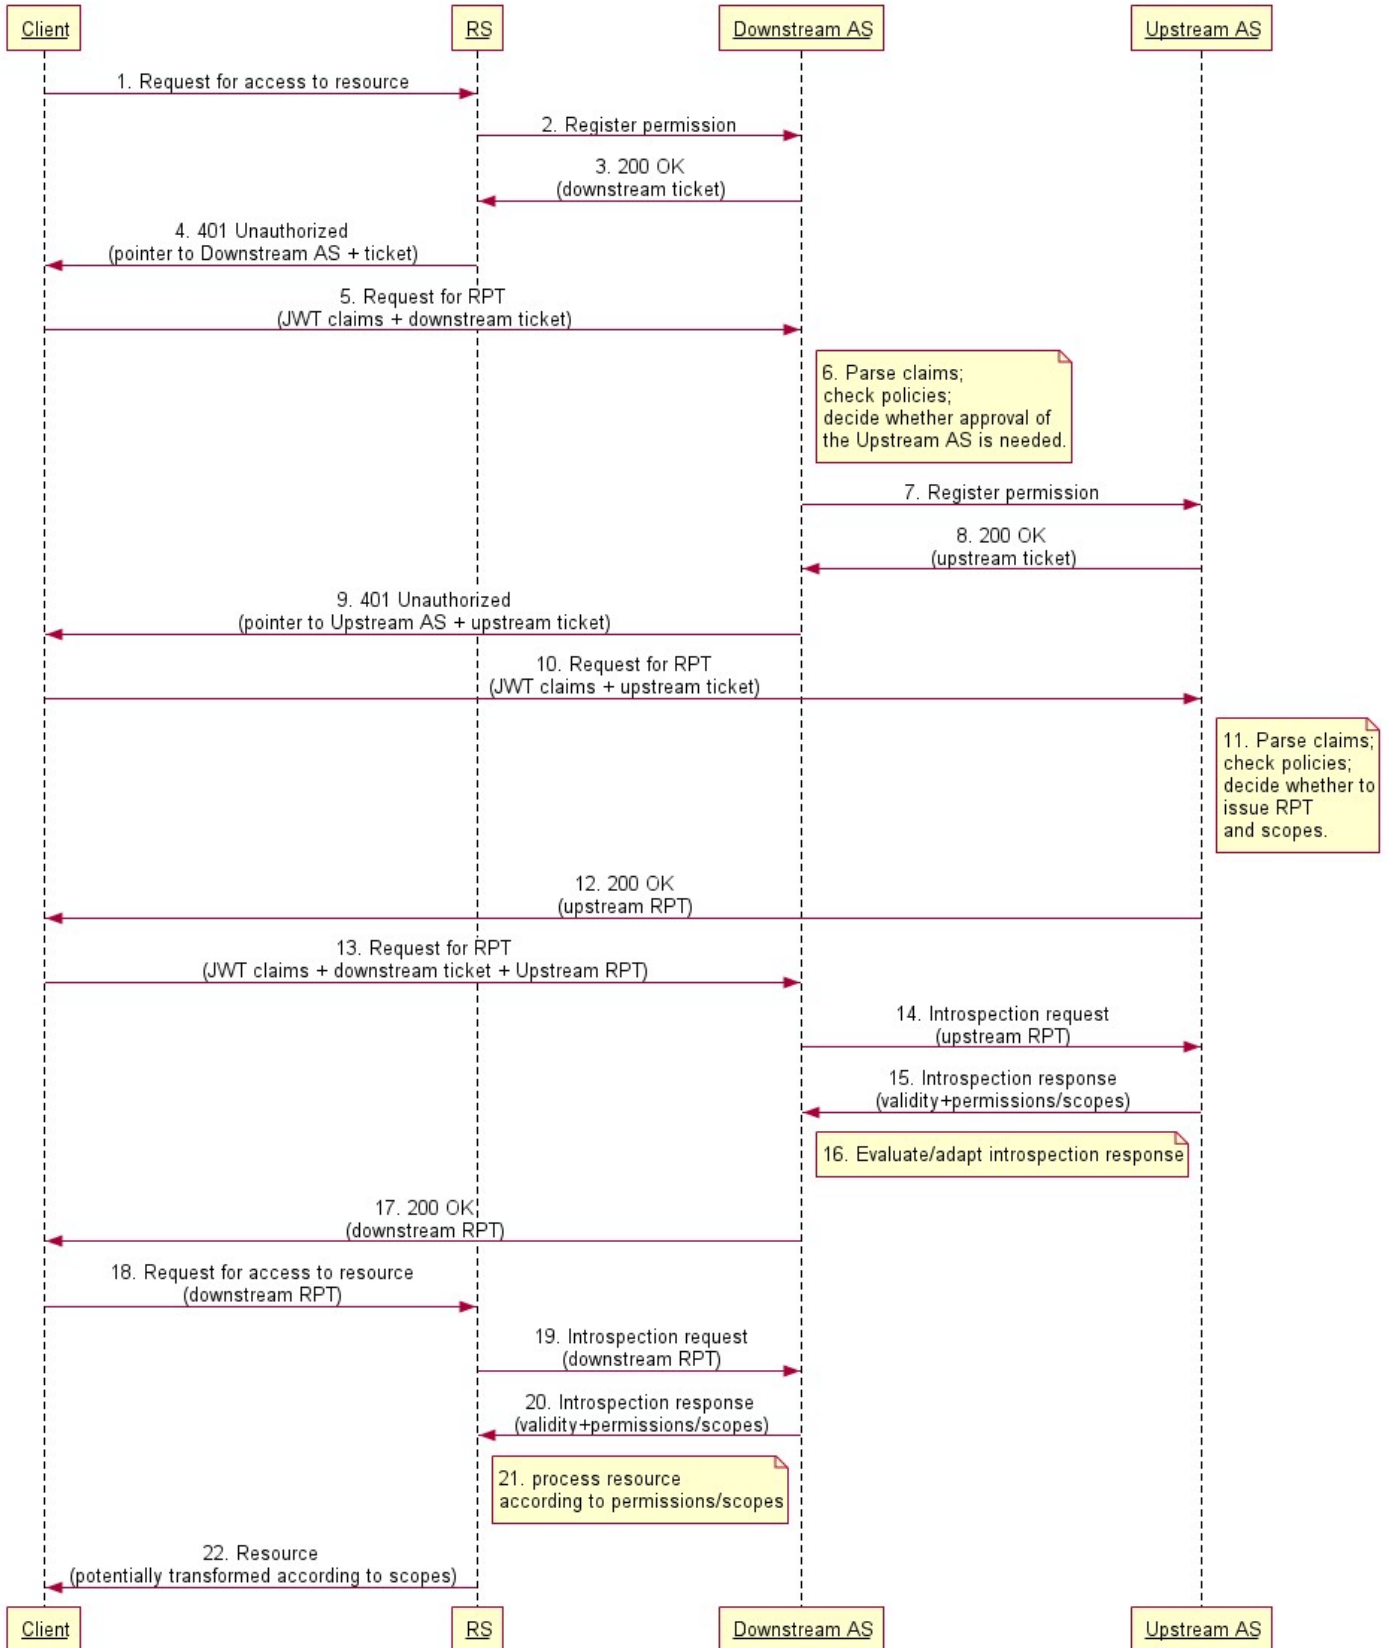 Client
RS
Downstream AS
Upstream AS
1. Request for access to resource
2. Register permission
3. 200 OK
(downstream ticket)
4. 401 Unauthorized
(pointer to Downstream AS + ticket)
5. Request for RPT
(JWT claims + downstream ticket)
6. Parse claims;
check policies;
decide whether approval of
the Upstream AS is needed.
7. Register permission
8. 200 OK
(upstream ticket)
9. 401 Unauthorized
(pointer to Upstream AS + upstream ticket)
10. Request for RPT
(JWT claims + upstream ticket)
11. Parse claims;
check policies;
decide whether to
issue RPT
and scopes.
12. 200 OK
(upstream RPT)
13. Request for RPT
(JWT claims + downstream ticket + Upstream RPT)
14. Introspection request
(upstream RPT)
15. Introspection response
(validity+permissions/scopes)
16. Evaluate/adapt introspection response
17. 200 OK
(downstream RPT)
18. Request for access to resource
(downstream RPT)
19. Introspection request
(downstream RPT)
20. Introspection response
(validity+permissions/scopes)
21. process resource
according to permissions/scopes
22. Resource
(potentially transformed according to scopes)
Client
RS
Downstream AS
Upstream AS